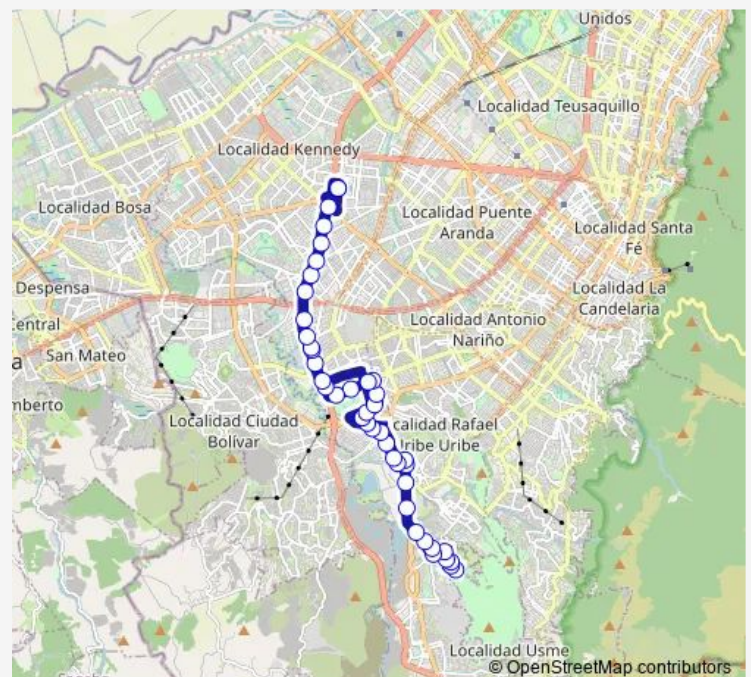 Unidos
Localidad Teusaquillo
Localidad Kennedy
Localidad Bosa
Localidad Puente
Aranda
Localidad Santa
Fé
Despensa
Localidad La
Candelaria
Central
Localidad Antonio
Nariño
San Mateo
a
mberto
Localidad Ciudad
Bolívar
calidad Rafael
Uribe Uribe
Localidad Usme
© OpenStreetMap contributors